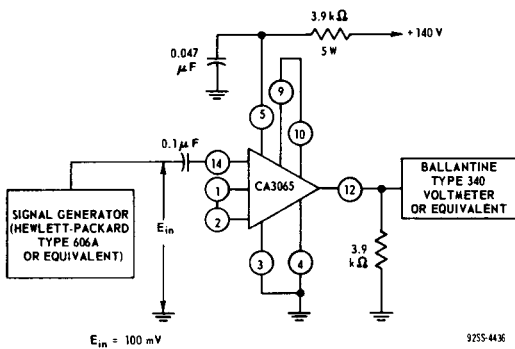 3.9 kΩ
5 W
+140 V
0.047
μF
9
5
10
0.1 μF
14
CA3065
12
1
2
3
4
SIGNAL GENERATOR
(HEWLETT-PACKARD
TYPE 606A
OR EQUIVALENT)
E_in
BALLANTINE
TYPE 340
VOLTMETER
OR EQUIVALENT
3.9
kΩ
E_in = 100 mV
92SS-4436